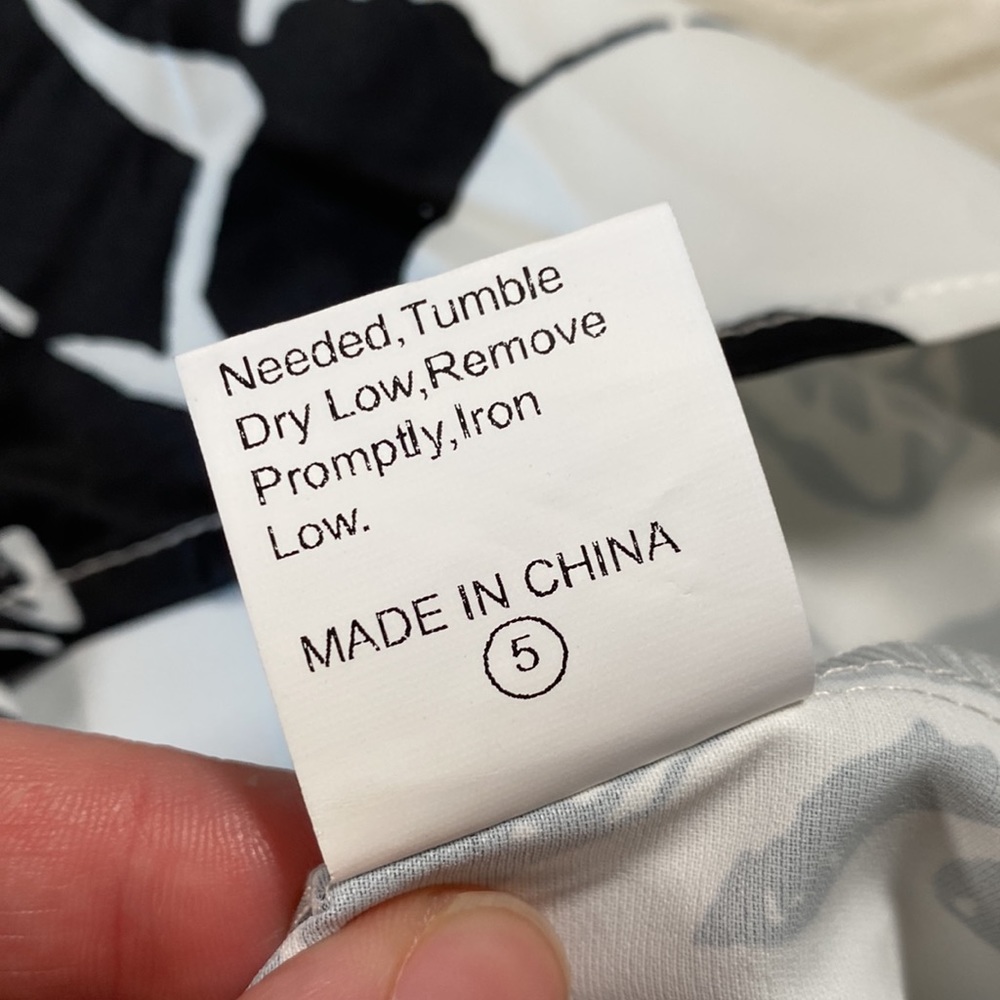 Needed,Tumble
Dry Low,Remove
Promptly,Iron
Low.
MADE IN CHINA
5